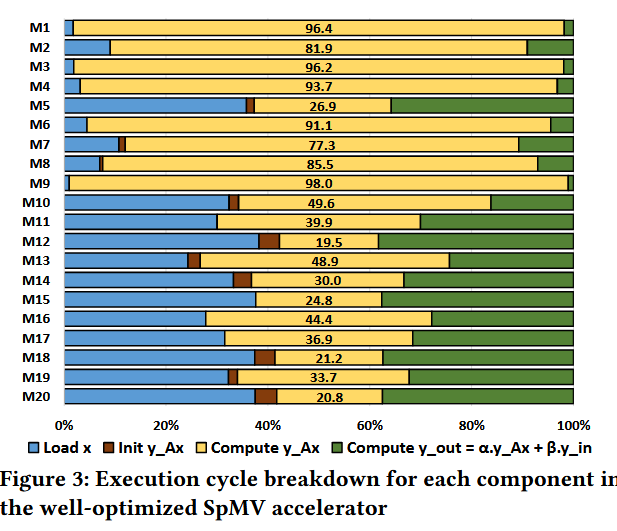 M1 96.4
M2 81.9
M3 96.2
M4 93.7
M5 26.9
M6 91.1
M7 77.3
M8 85.5
M9 98.0
M10 49.6
M11 39.9
M12 19.5
M13 48.9
M14 30.0
M15 24.8
M16 44.4
M17 36.9
M18 21.2
M19 33.7
M20 20.8
0% 20% 40% 60% 80% 100%
Load x Init y_Ax Compute y_Ax Compute y_out = α.y_Ax + β.y_in
Figure 3: Execution cycle breakdown for each component in
the well-optimized SpMV accelerator